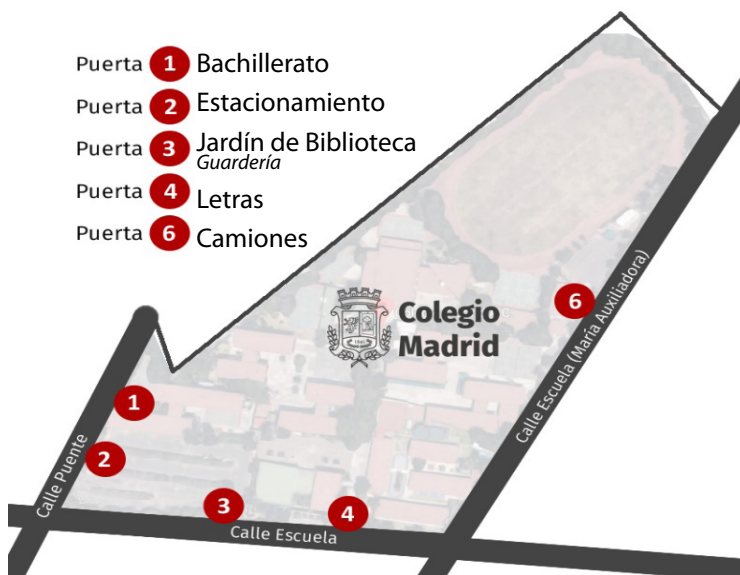 Puerta 1 Bachillerato
Puerta 2 Estacionamiento
Puerta 3 Jardín de Biblioteca
Guardería
Puerta 4 Letras
Puerta 6 Camiones
6
Colegio
Madrid
Calle Escuela (María Auxiliadora)
1
2
Calle Puente
3
4
Calle Escuela